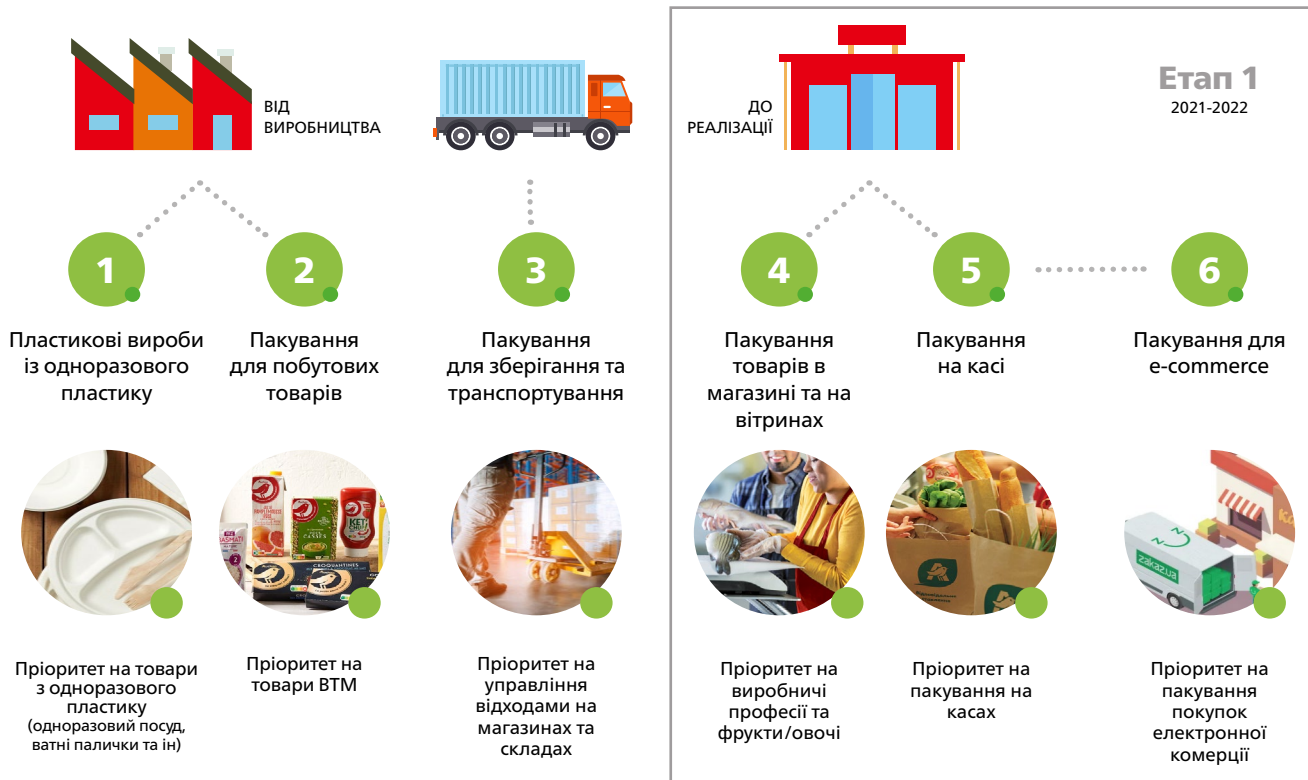 ВІД
ВИРОБНИЦТВА
ДО
РЕАЛІЗАЦІЇ
Етап 1
2021-2022
1
2
3
4
5
6
Пластикові вироби
із одноразового
пластику
Пакування
для побутових
товарів
Пакування
для зберігання та
транспортування
Пакування
товарів в
магазині та на
вітринах
Пакування
на касі
Пакування для
e-commerce
KETCHUP
CROQUANTINES
zakaz.ua
Пріоритет на товари
з одноразового
пластику
(одноразовий посуд,
ватні палички та ін)
Пріоритет на
товари ВТМ
Пріоритет на
управління
відходами на
магазинах та
складах
Пріоритет на
виробничі
професії та
фрукти/овочі
Пріоритет на
пакування на
касах
Пріоритет на
пакування
покупок
електронної
комерції